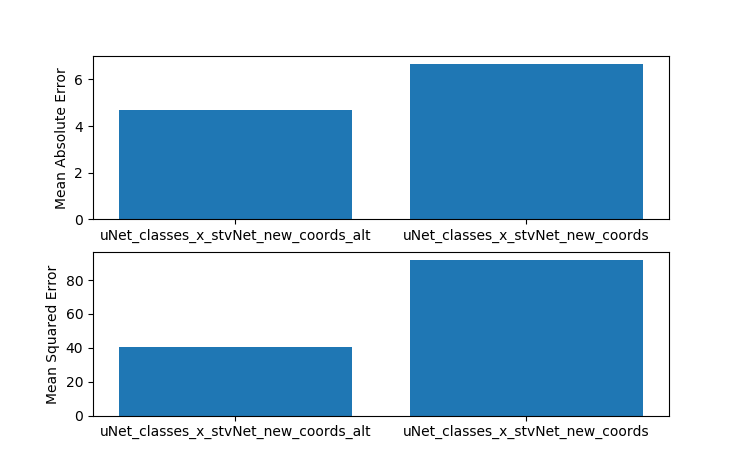 Mean Absolute Error
6
4
2
0
uNet_classes_x_stvNet_new_coords_alt uNet_classes_x_stvNet_new_coords
Mean Squared Error
80
60
40
20
0
uNet_classes_x_stvNet_new_coords_alt uNet_classes_x_stvNet_new_coords